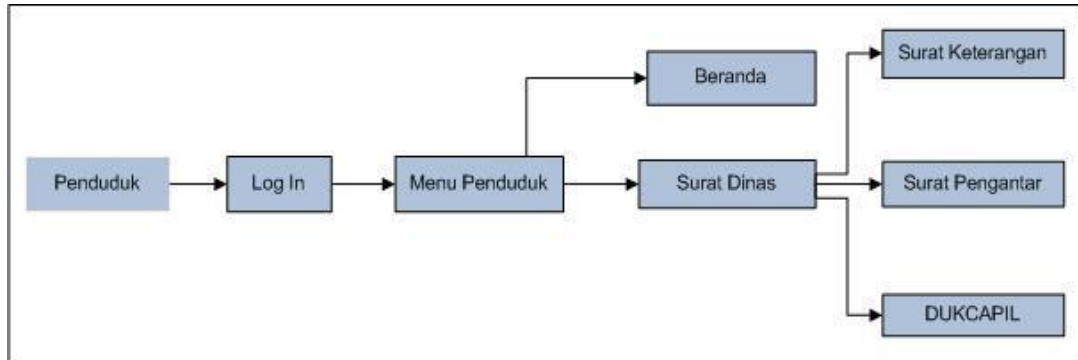 Penduduk
Log In
Menu Penduduk
Beranda
Surat Dinas
Surat Keterangan
Surat Pengantar
DUKCAPIL